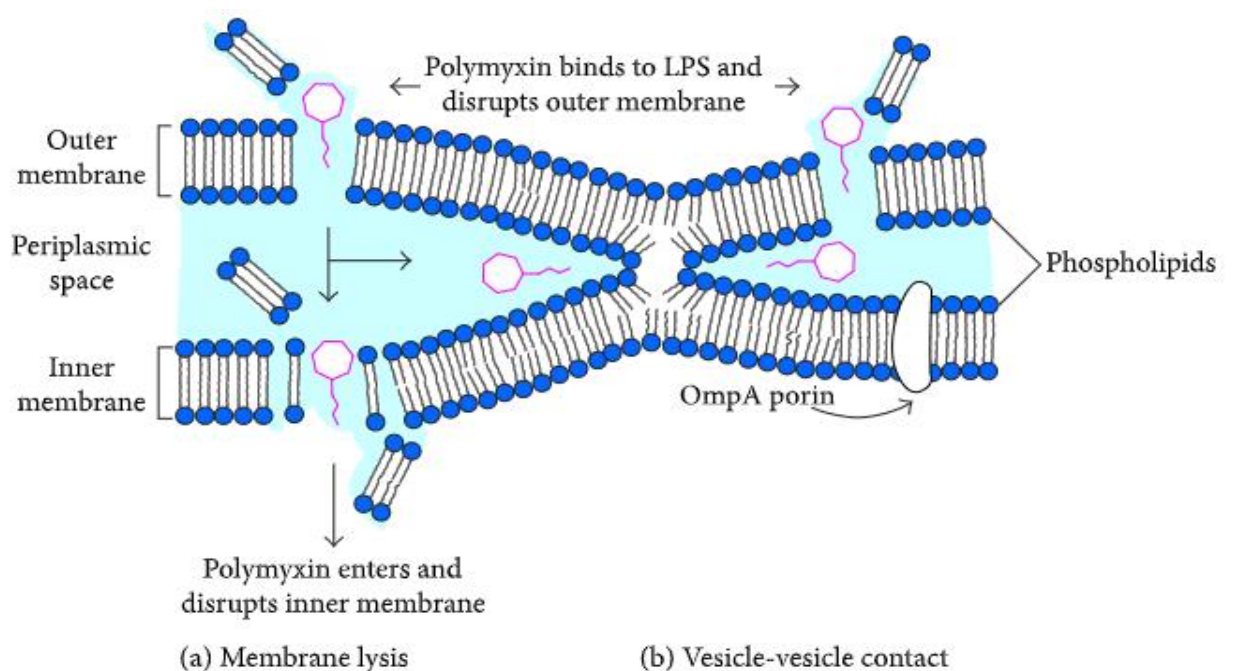 Polymyxin binds to LPS and
disrupts outer membrane
Outer
membrane
Periplasmic
space
Phospholipids
Inner
membrane
OmpA porin
Polymyxin enters and
disrupts inner membrane
(a) Membrane lysis
(b) Vesicle-vesicle contact